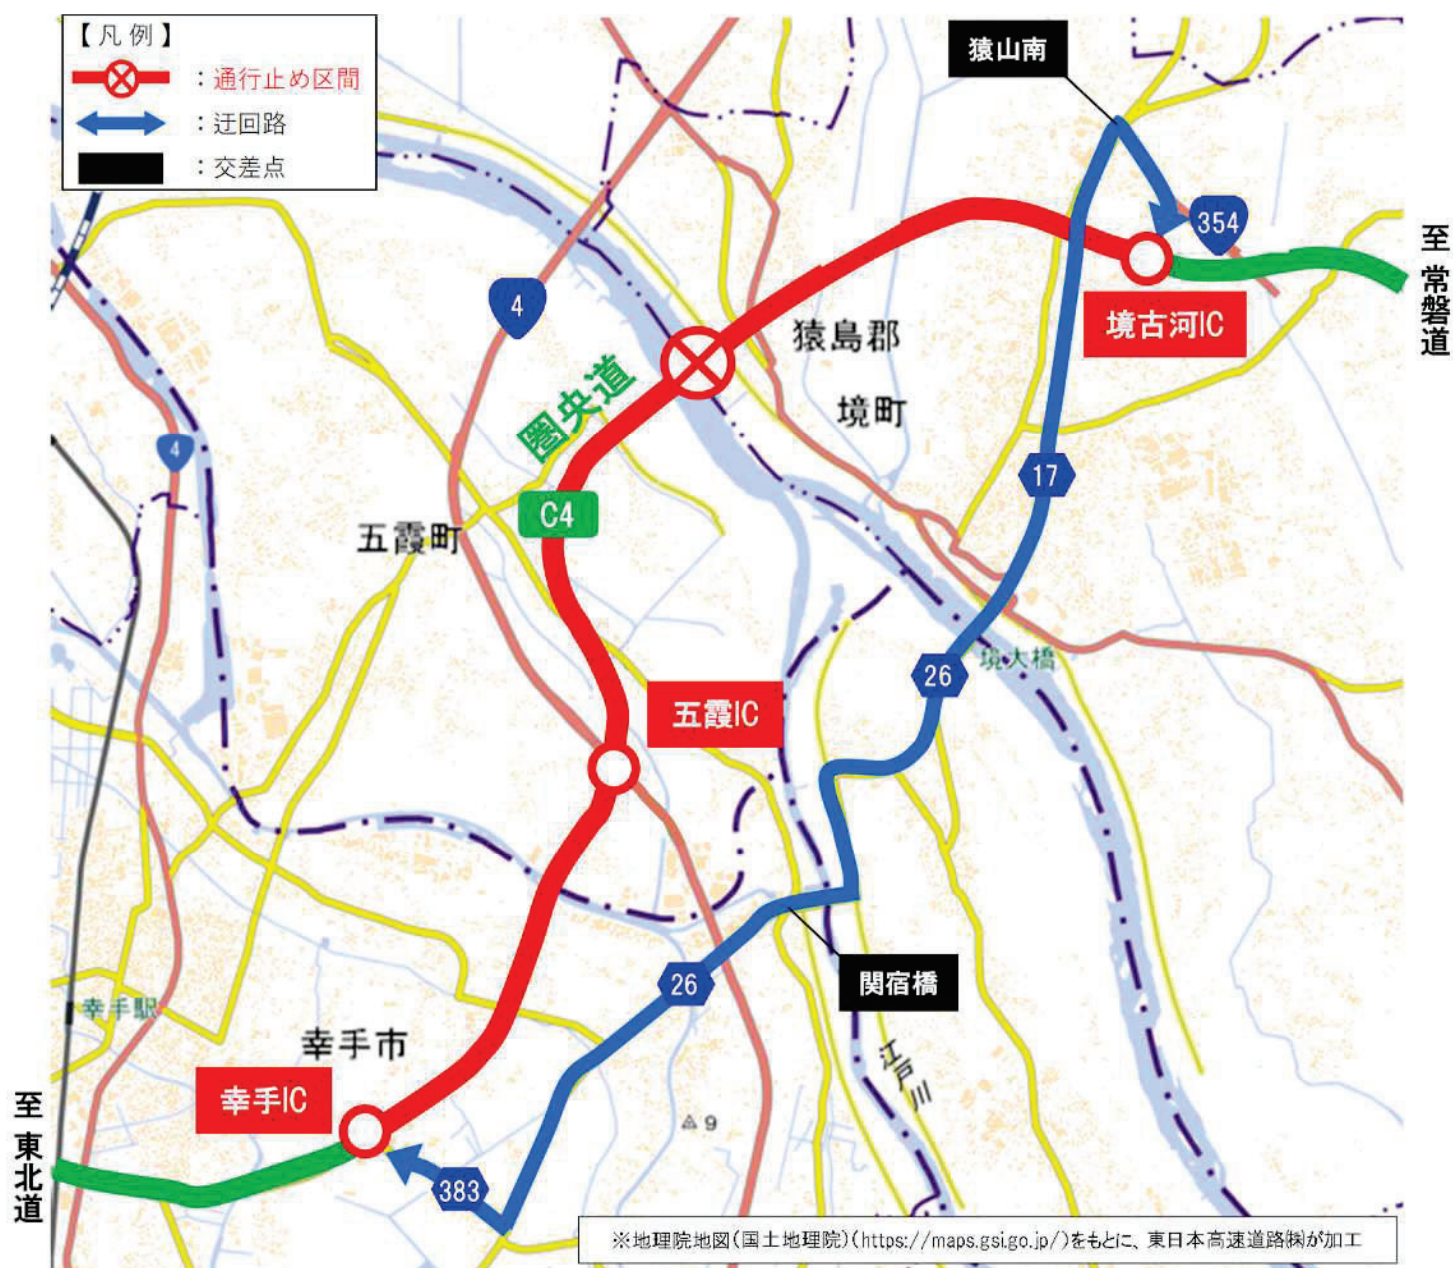 【凡例】
：通行止め区間
：迂回路
：交差点
猿山南
354
至常磐道
境古河IC
4
猿島郡
境町
圏央道
4
17
C4
五霞町
境大橋
26
五霞IC
26
関宿橋
幸手駅
幸手市
江戸川
幸手IC
9
至東北道
383
※地理院地図（国土地理院）（https://maps.gsi.go.jp/）をもとに、東日本高速道路㈱が加工